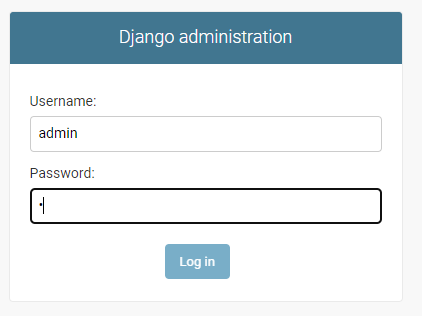 Django administration
Username:
admin
Password:
•
Log in